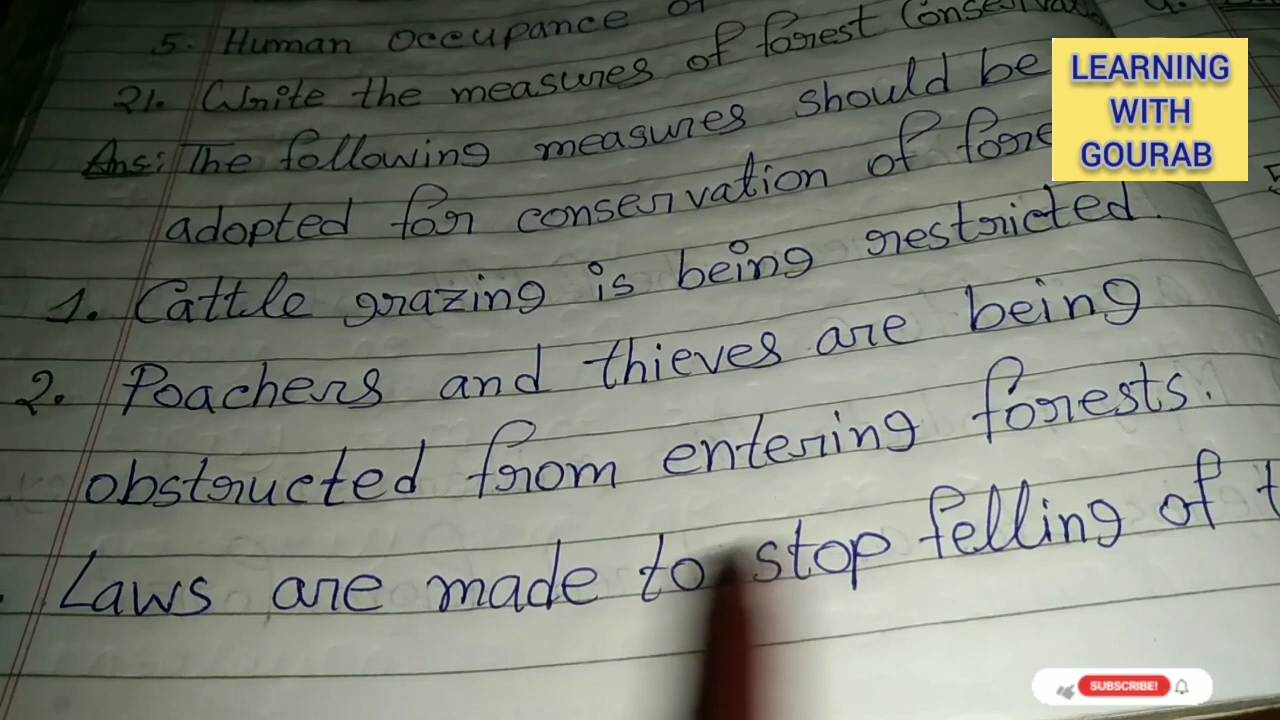 5. Human Occupance of
21. Write the measures of forest
Ans: The following measures should be
adopted for conservation of fore
1. Cattle grazing is being restricted.
2. Poachers and thieves are being
obstructed from entering forests.
. Laws are made to stop felling of t
LEARNING
WITH
GOURAB
SUBSCRIBE!